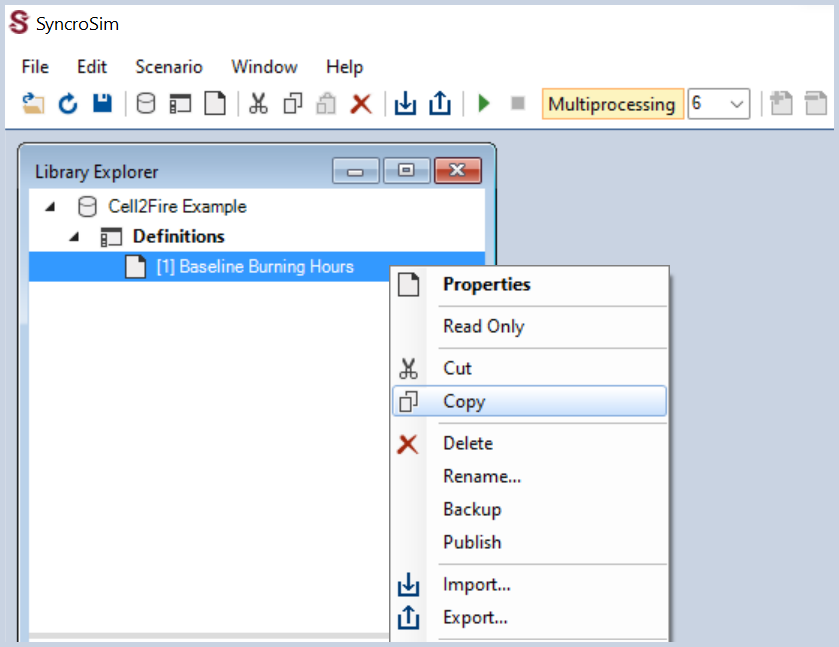 SyncroSim
File Edit Scenario Window Help
Multiprocessing 6
Library Explorer
Cell2Fire Example
Definitions
[1] Baseline Burning Hours
Properties
Read Only
Cut
Copy
Delete
Rename...
Backup
Publish
Import...
Export...